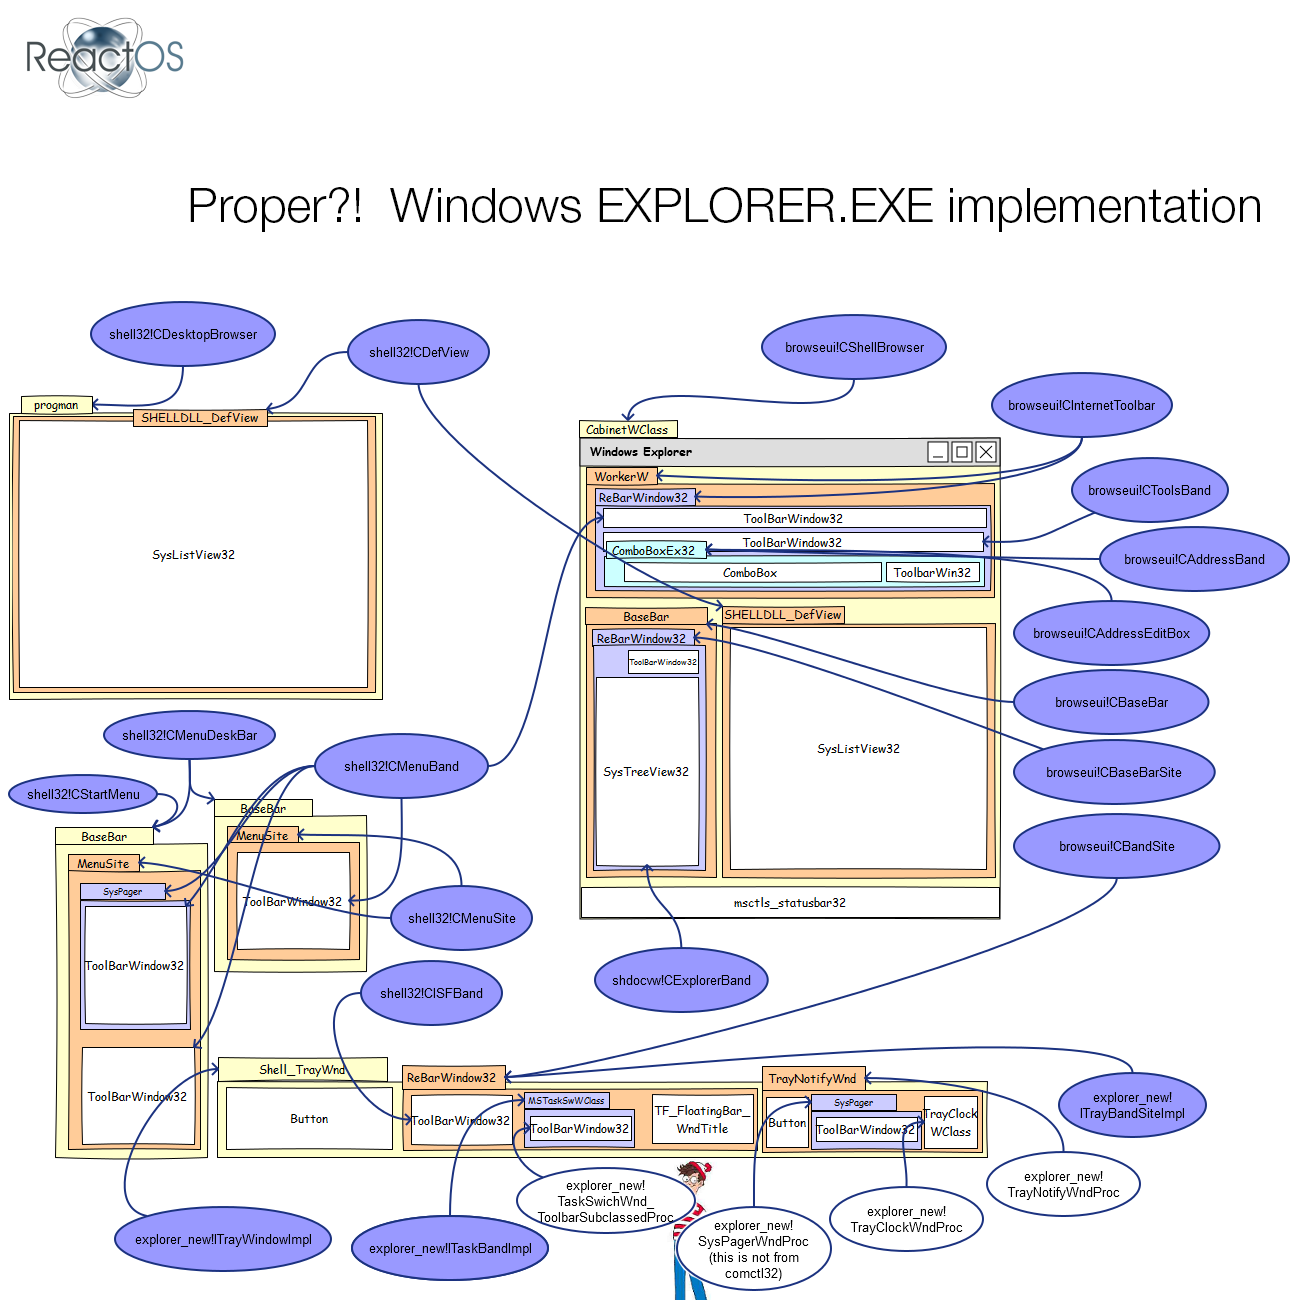 ReactOS
Proper?! Windows EXPLORER.EXE implementation
shell32!CDesktopBrowser
shell32!CDefView
browseui!CShellBrowser
browseui!CInternetToolbar
progman
SHELLDLL_DefView
SysListView32
CabinetWClass
Windows Explorer
WorkerW
ReBarWindow32
ToolBarWindow32
ToolBarWindow32
ComboBoxEx32
ComboBox
ToolbarWin32
browseui!CToolsBand
browseui!CAddressBand
browseui!CAddressEditBox
BaseBar
SHELLDLL_DefView
ReBarWindow32
ToolBarWindow32
SysTreeView32
SysListView32
msctls_statusbar32
browseui!CBaseBar
browseui!CBaseBarSite
browseui!CBandSite
shell32!CMenuDeskBar
shell32!CMenuBand
shell32!CStartMenu
BaseBar
MenuSite
ToolBarWindow32
BaseBar
MenuSite
SysPager
ToolBarWindow32
ToolBarWindow32
shell32!CMenuSite
shell32!CISFBand
shdocvw!CExplorerBand
Shell_TrayWnd
Button
ReBarWindow32
ToolBarWindow32
MSTaskSwWClass
ToolBarWindow32
TF_FloatingBar_
WndTitle
TrayNotifyWnd
Button
SysPager
ToolBarWindow32
TrayClock
WClass
explorer_new!
ITrayBandSiteImpl
explorer_new!
TrayNotifyWndProc
explorer_new!
TrayClockWndProc
explorer_new!
TaskSwichWnd_
ToolbarSubclassedProc
explorer_new!
SysPagerWndProc
(this is not from
comctl32)
explorer_new!ITrayWindowImpl
explorer_new!ITaskBandImpl